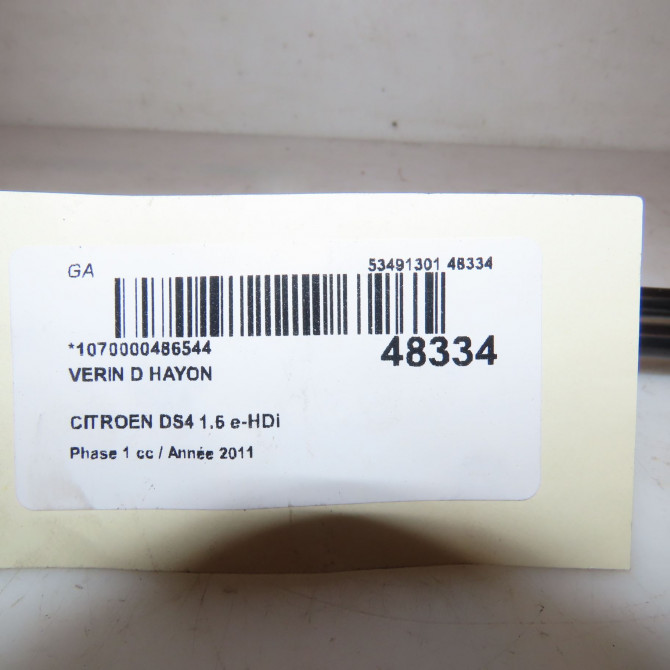 GA 53491301 48334
*1070000486544 48334
VERIN D HAYON
CITROEN DS4 1.6 e-HDi
Phase 1 cc / Année 2011